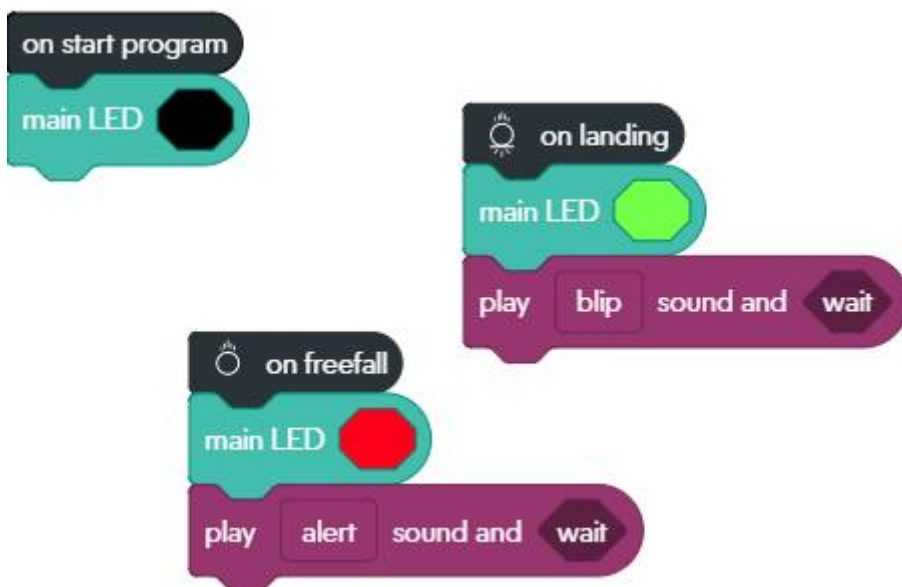 on start program
main LED
on landing
main LED
play blip sound and wait
on freefall
main LED
play alert sound and wait